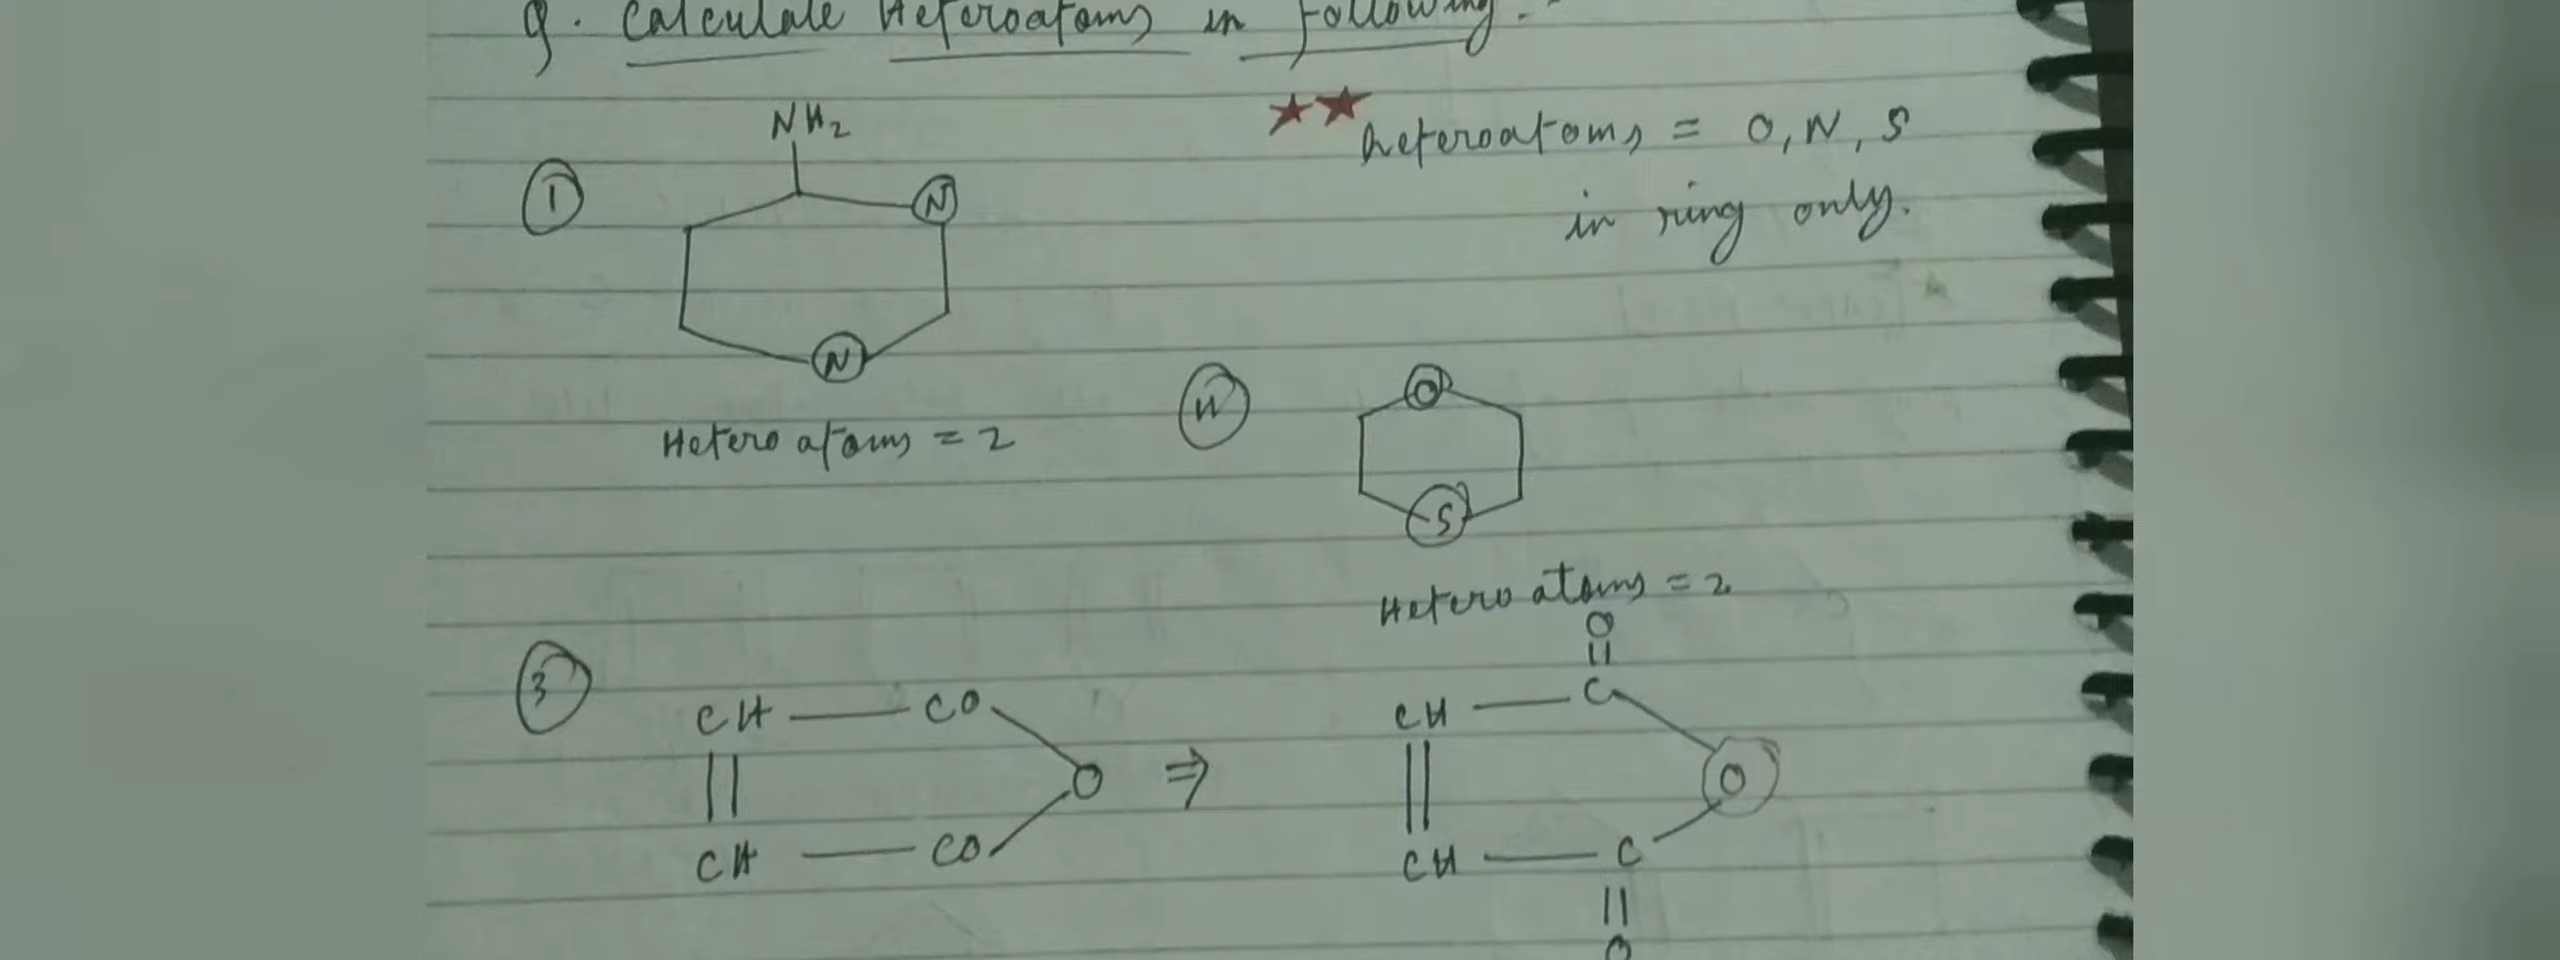 Q. Calculate Heteroatoms in following.
heteroatoms = O, N, S
in ring only.
1
NH2
N
N
Hetero atoms = 2
II
O
S
Hetero atoms = 2
3
CH — CO
O
CH — CO
⇒
O
CH — C
O
CH — C
O